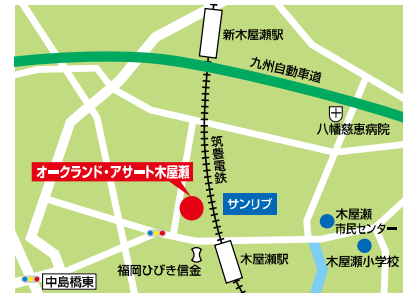 新木屋瀬駅
九州自動車道
八幡慈恵病院
筑豊電鉄
オークランド・アサート木屋瀬
サンリブ
木屋瀬
市民センター
木屋瀬小学校
福岡ひびき信金
木屋瀬駅
中島橋東